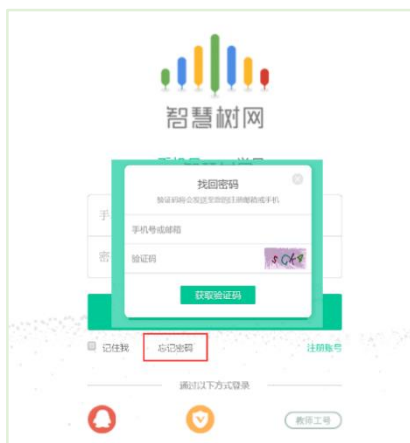 智慧树网
找回密码
验证码将会发送至您的注册邮箱或手机
手
手机号或邮箱
密
验证码
获取验证码
记住我 忘记密码 注册账号
通过以下方式登录
教师工号